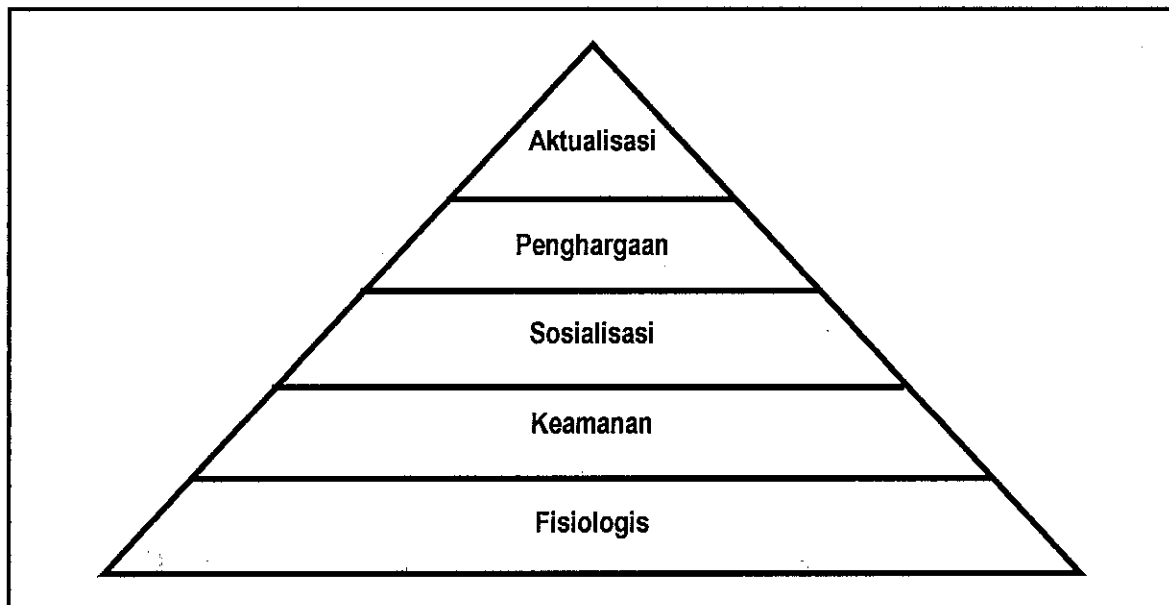 Aktualisasi
Penghargaan
Sosialisasi
Keamanan
Fisiologis